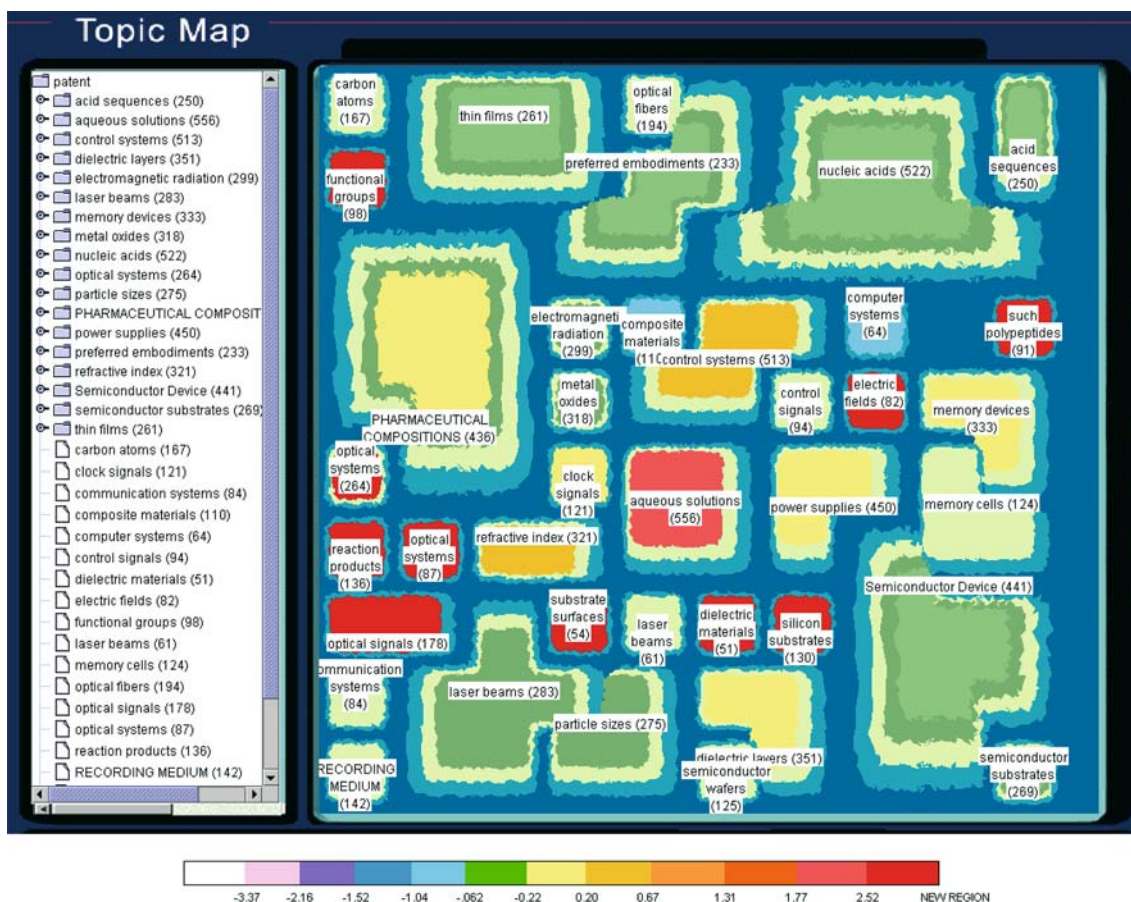 Topic Map
patent
acid sequences (250)
aqueous solutions (556)
control systems (513)
dielectric layers (351)
electromagnetic radiation (299)
laser beams (283)
memory devices (333)
metal oxides (318)
nucleic acids (522)
optical systems (264)
particle sizes (275)
PHARMACEUTICAL COMPOSIT
power supplies (450)
preferred embodiments (233)
refractive index (321)
Semiconductor Device (441)
semiconductor substrates (269)
thin films (261)
carbon atoms (167)
clock signals (121)
communication systems (84)
composite materials (110)
computer systems (64)
control signals (94)
dielectric materials (51)
electric fields (82)
functional groups (98)
laser beams (61)
memory cells (124)
optical fibers (194)
optical signals (178)
optical systems (87)
reaction products (136)
RECORDING MEDIUM (142)
carbon
atoms
(167)
thin films (261)
optical
fibers
(194)
preferred embodiments (233)
nucleic acids (522)
acid
sequences
(250)
functional
groups
(98)
PHARMACEUTICAL
COMPOSITIONS (436)
electromagneti
radiation
(299)
composite
materials
(110
control systems (513)
computer
systems
(64)
such
polypeptides
(91)
metal
oxides
(318)
control
signals
(94)
electric
fields (82)
memory devices
(333)
optical
systems
(264)
clock
signals
(121)
aqueous solutions
(556)
power supplies (450)
memory cells (124)
reaction
products
(136)
optical
systems
(87)
refractive index (321)
Semiconductor Device (441)
optical signals (178)
substrate
surfaces
(54)
laser
beams
(61)
dielectric
materials
(51)
silicon
substrates
(130)
ommunication
systems
(84)
laser beams (283)
particle sizes (275)
dielectric layers (351)
semiconductor
wafers
(125)
semiconductor
substrates
(269)
RECORDING
MEDIUM
(142)
-3.37 -2.16 -1.52 -1.04 -.062 -0.22 0.20 0.67 1.31 1.77 2.52 NEW REGION